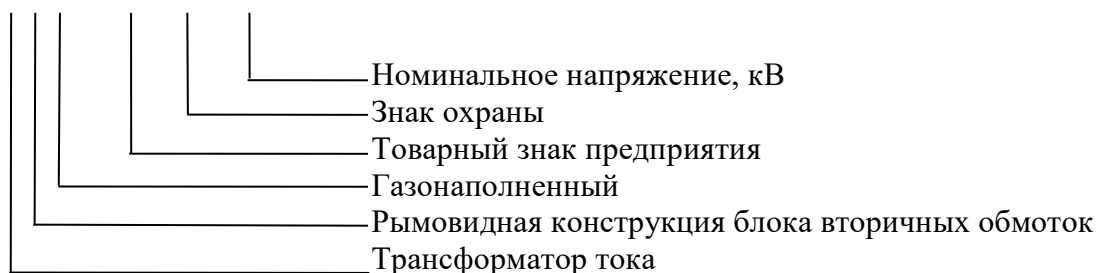 Номинальное напряжение, кВ
Знак охраны
Товарный знак предприятия
Газонаполненный
Рымовидная конструкция блока вторичных обмоток
Трансформатор тока